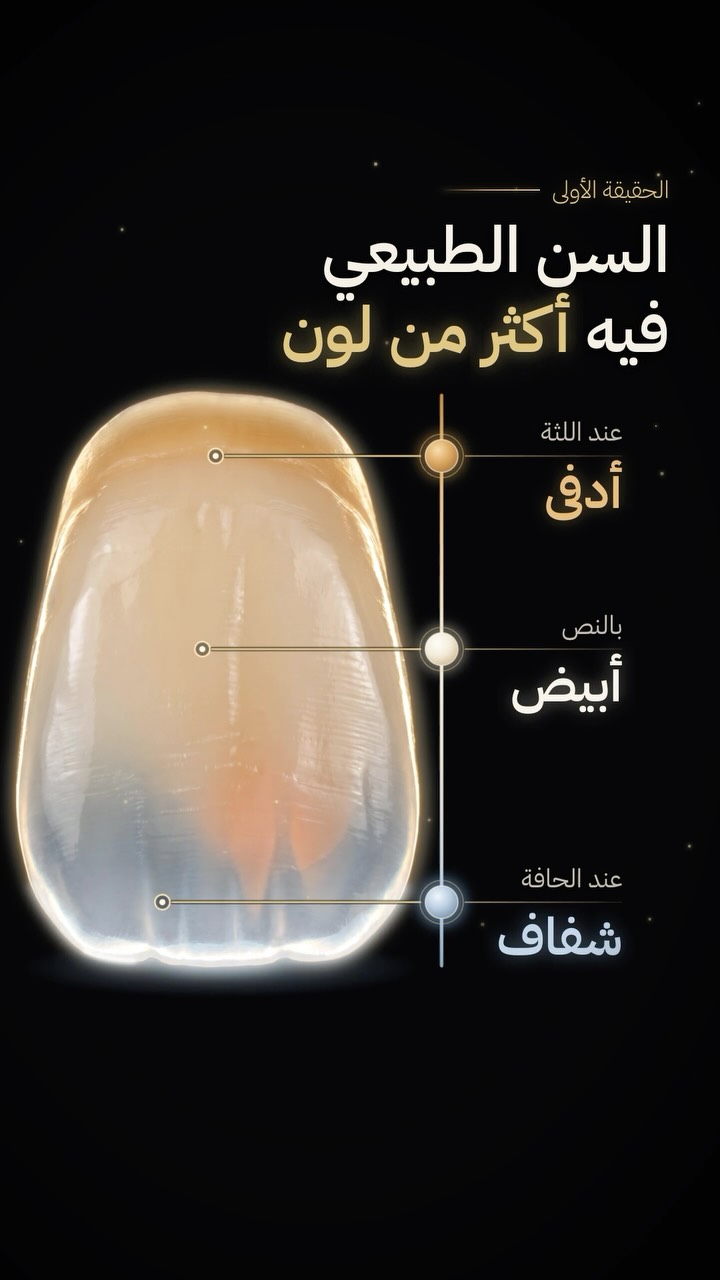 الحقيقة الأولى
السن الطبيعي
فيه أكثر من لون
عند اللثة
أدفى
بالنص
أبيض
عند الحافة
شفاف